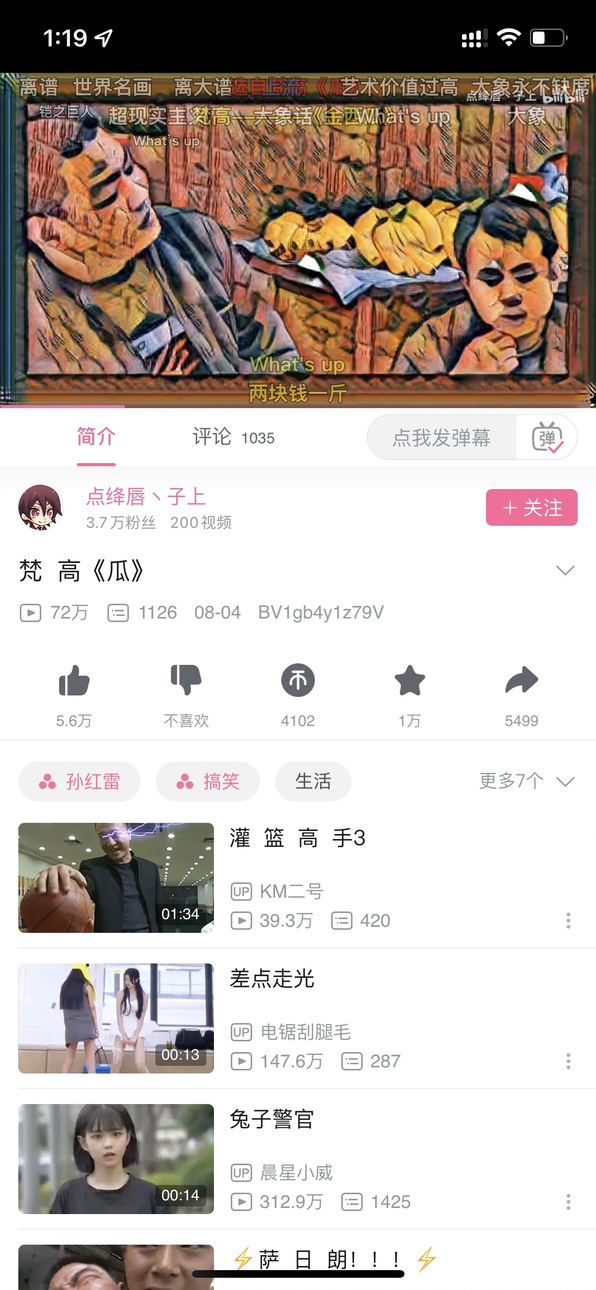 1:19
离谱 世界名画 离大谱 艺术价值过高 大象永不缺席
铠之巨人 超现实主 梵高——大象话《金西 What's up 大象
点绛唇丶子上 bilibili
What's up
What's up
两块钱一斤
简介 评论 1035 点我发弹幕 弹
点绛唇丶子上
3.7万粉丝 200视频
+ 关注
梵 高《瓜》
72万 1126 08-04 BV1gb4y1z79V
5.6万 不喜欢 4102 1万 5499
孙红雷 搞笑 生活 更多7个
灌 篮 高 手3
UP KM二号
39.3万 420
01:34
差点走光
UP 电锯刮腿毛
147.6万 287
00:13
兔子警官
UP 晨星小威
312.9万 1425
00:14
⚡萨 日 朗！！！⚡